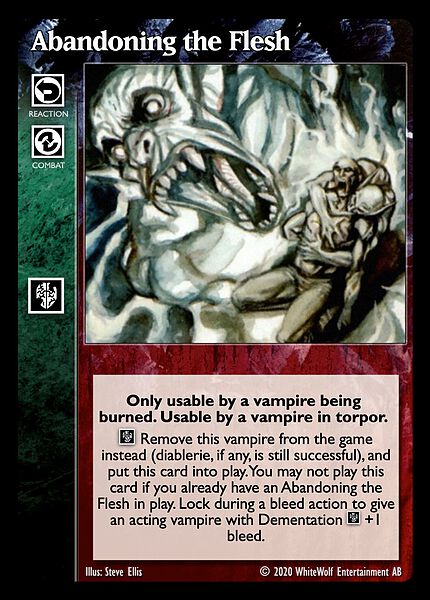 Abandoning the Flesh
REACTION
COMBAT
Only usable by a vampire being
burned. Usable by a vampire in torpor.
Remove this vampire from the game
instead (diablerie, if any, is still successful), and
put this card into play. You may not play this
card if you already have an Abandoning the
Flesh in play. Lock during a bleed action to give
an acting vampire with Dementation +1
bleed.
Illus: Steve Ellis © 2020 WhiteWolf Entertainment AB